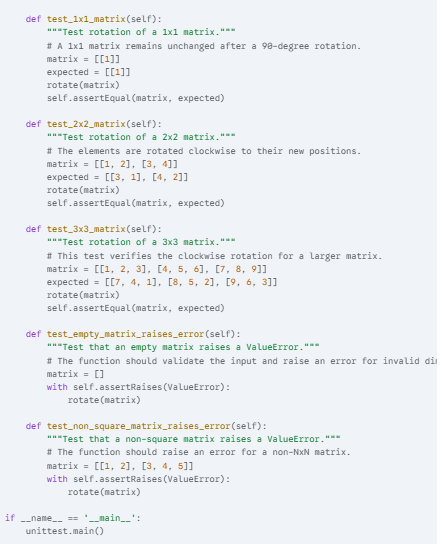 def test_1x1_matrix(self):
"""Test rotation of a 1x1 matrix."""
# A 1x1 matrix remains unchanged after a 90-degree rotation.
matrix = [[1]]
expected = [[1]]
rotate(matrix)
self.assertEqual(matrix, expected)
def test_2x2_matrix(self):
"""Test rotation of a 2x2 matrix."""
# The elements are rotated clockwise to their new positions.
matrix = [[1, 2], [3, 4]]
expected = [[3, 1], [4, 2]]
rotate(matrix)
self.assertEqual(matrix, expected)
def test_3x3_matrix(self):
"""Test rotation of a 3x3 matrix."""
# This test verifies the clockwise rotation for a larger matrix.
matrix = [[1, 2, 3], [4, 5, 6], [7, 8, 9]]
expected = [[7, 4, 1], [8, 5, 2], [9, 6, 3]]
rotate(matrix)
self.assertEqual(matrix, expected)
def test_empty_matrix_raises_error(self):
"""Test that an empty matrix raises a ValueError."""
# The function should validate the input and raise an error for invalid
matrix = []
with self.assertRaises(ValueError):
rotate(matrix)
def test_non_square_matrix_raises_error(self):
"""Test that a non-square matrix raises a ValueError."""
# The function should raise an error for a non-NxN matrix.
matrix = [[1, 2], [3, 4, 5]]
with self.assertRaises(ValueError):
rotate(matrix)
if __name__ == '__main__':
unittest.main()